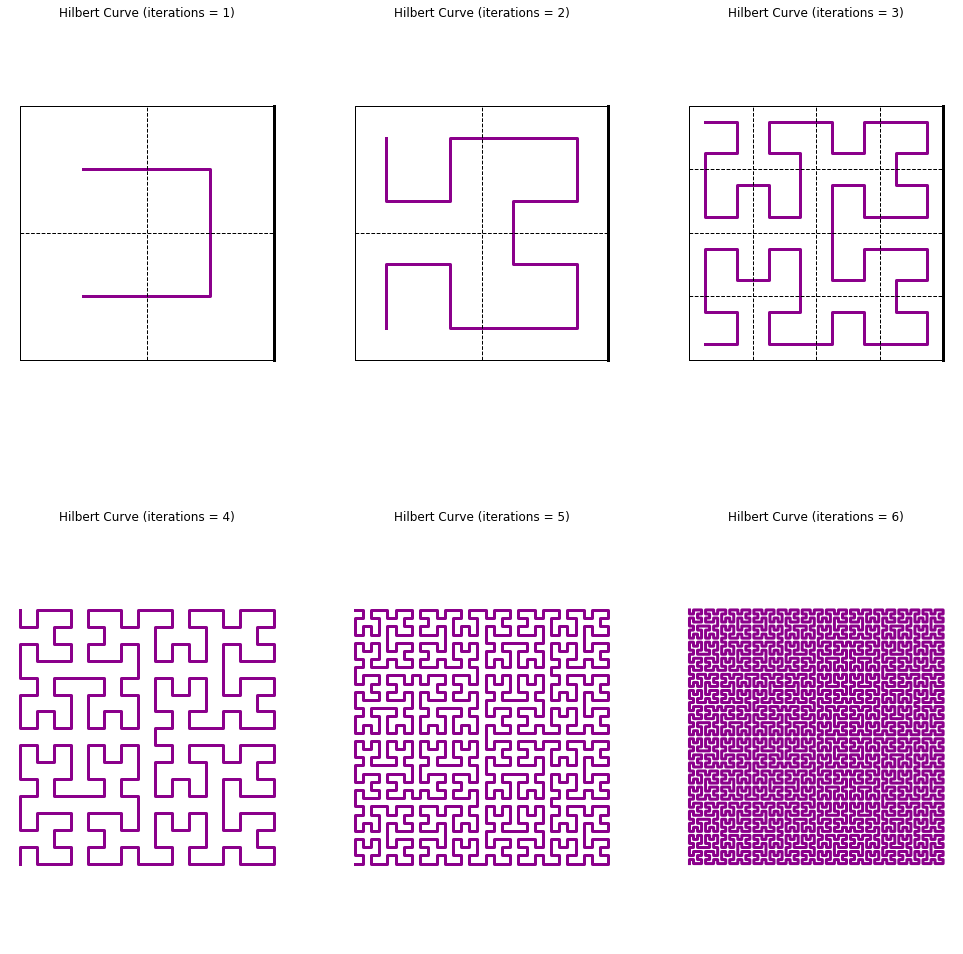 Hilbert Curve (iterations = 1)
Hilbert Curve (iterations = 2)
Hilbert Curve (iterations = 3)
Hilbert Curve (iterations = 4)
Hilbert Curve (iterations = 5)
Hilbert Curve (iterations = 6)